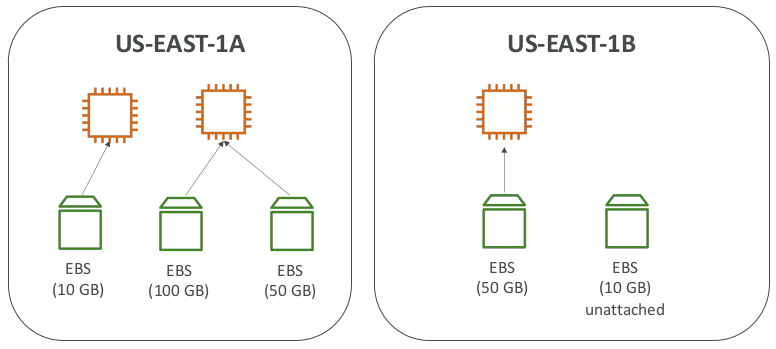 US-EAST-1A
EBS
(10 GB)
EBS
(100 GB)
EBS
(50 GB)
US-EAST-1B
EBS
(50 GB)
EBS
(10 GB)
unattached